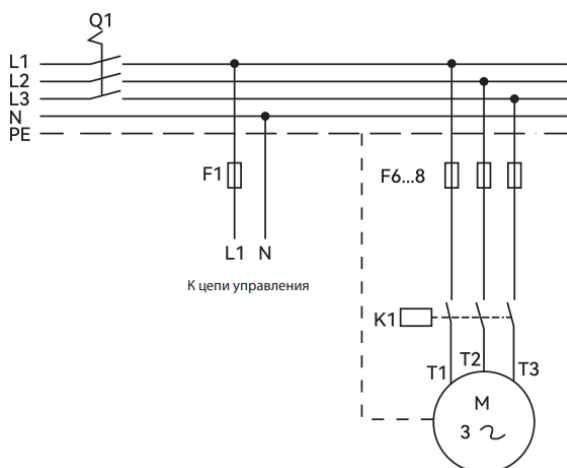 Q1
L1
L2
L3
N
PE
F1
F6...8
L1 N
К цепи управления
K1
T1 T2 T3
M
3 ~